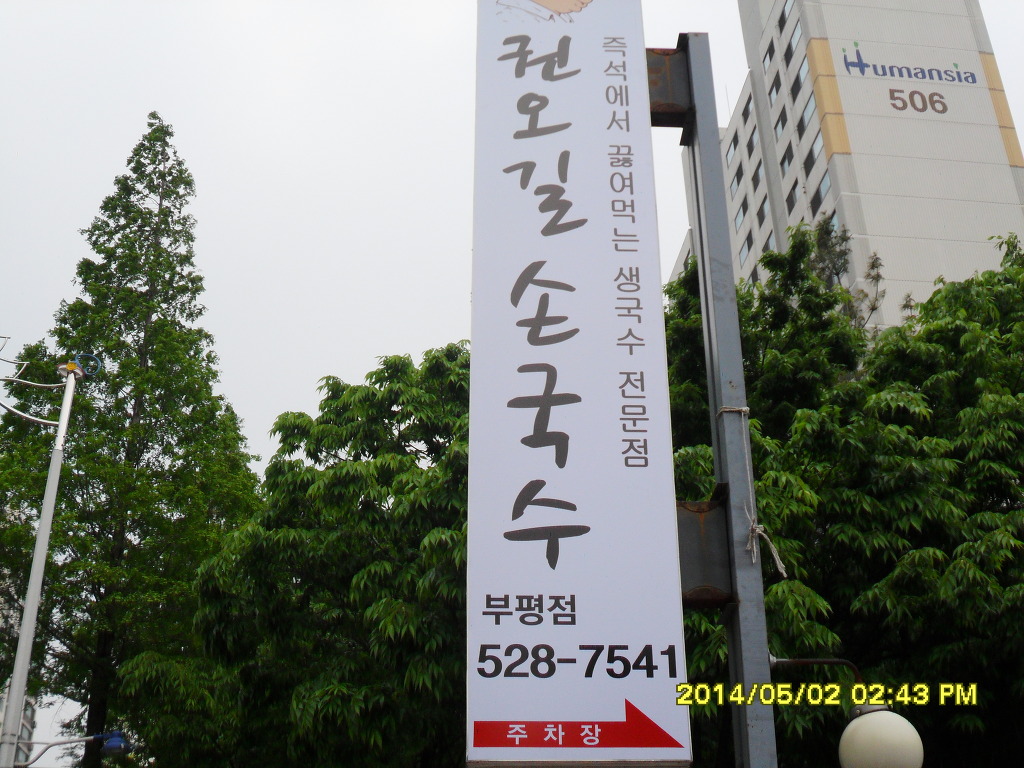 권오길 손국수
즉석에서 끓여먹는 생국수 전문점
부평점
528-7541
주차장
Humansia
506
2014/05/02 02:43 PM